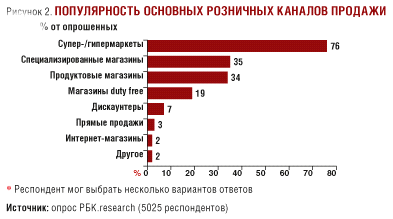 Рисунок 2. ПОПУЛЯРНОСТЬ ОСНОВНЫХ РОЗНИЧНЫХ КАНАЛОВ ПРОДАЖИ
% от опрошенных
Супер-/гипермаркеты 76
Специализированные магазины 35
Продуктовые магазины 34
Магазины duty free 19
Дискаунтеры 7
Прямые продажи 3
Интернет-магазины 2
Другое 2
% 0 10 20 30 40 50 60 70 80
* Респондент мог выбрать несколько вариантов ответов
Источник: опрос РБК.research (5025 респондентов)